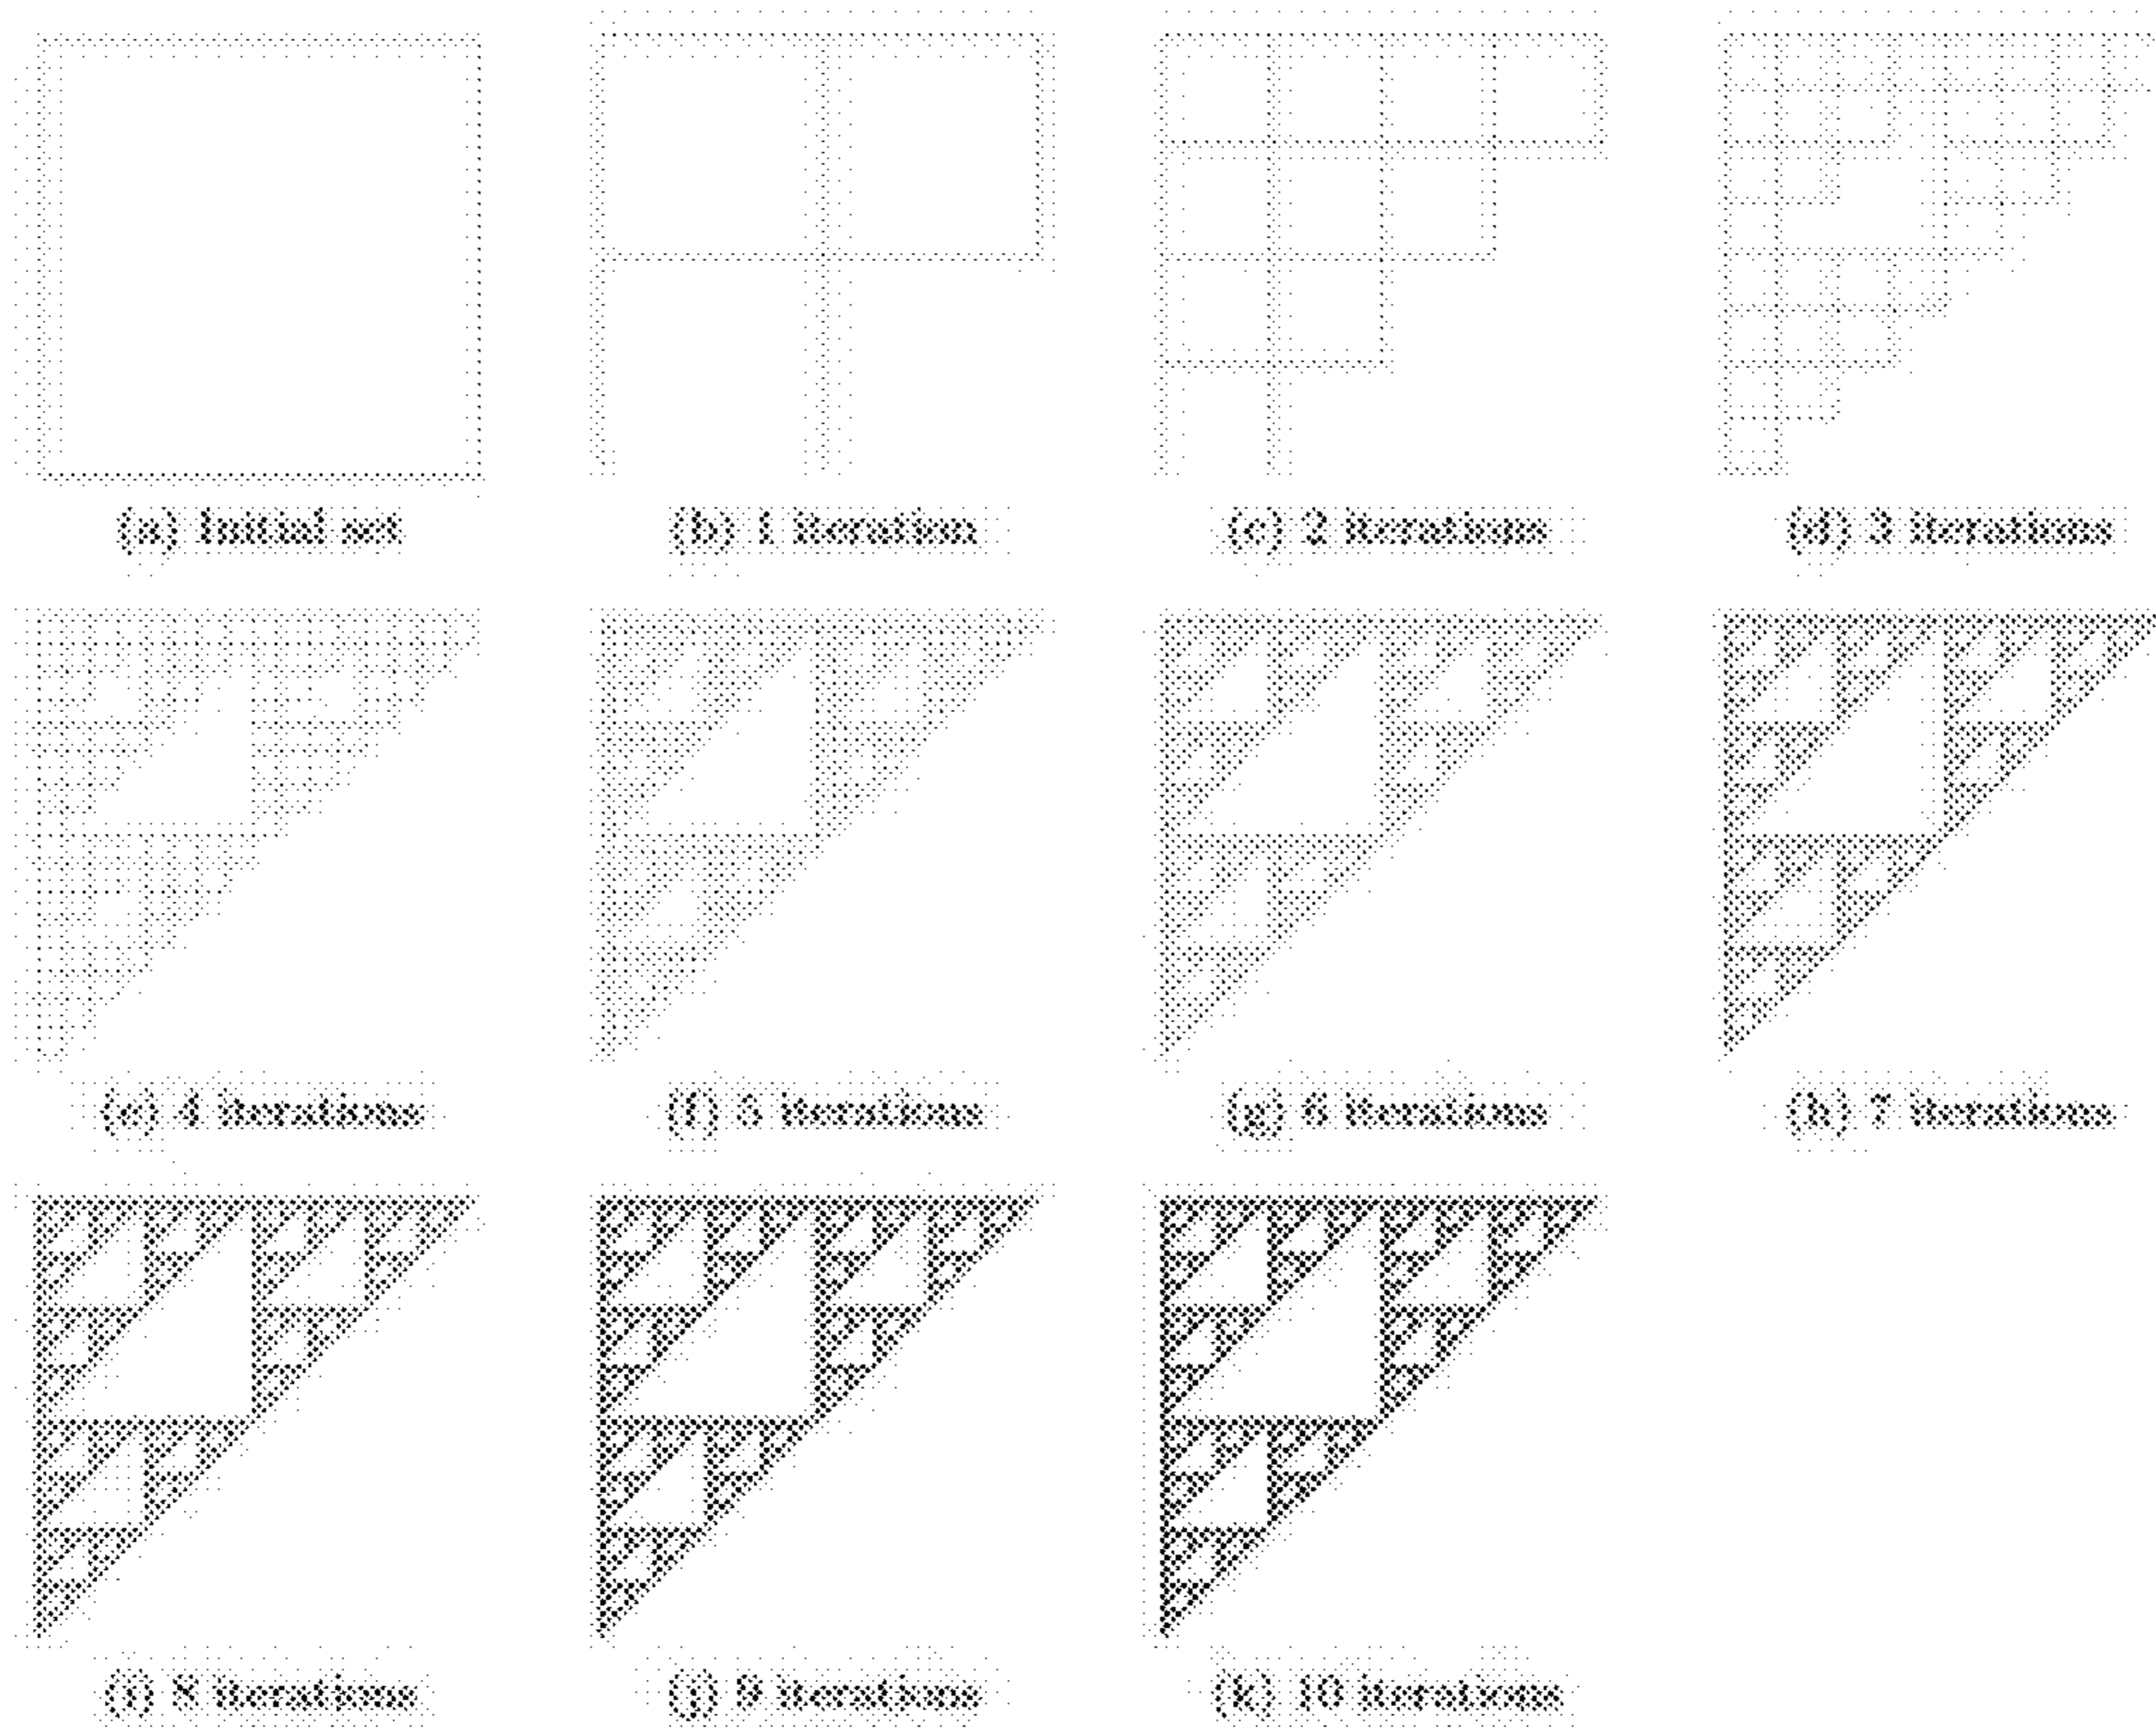 (a) Initial set
(b) 1 iteration
(c) 2 iterations
(d) 3 iterations
(e) 4 iterations
(f) 5 iterations
(g) 6 iterations
(h) 7 iterations
(i) 8 iterations
(j) 9 iterations
(k) 10 iterations